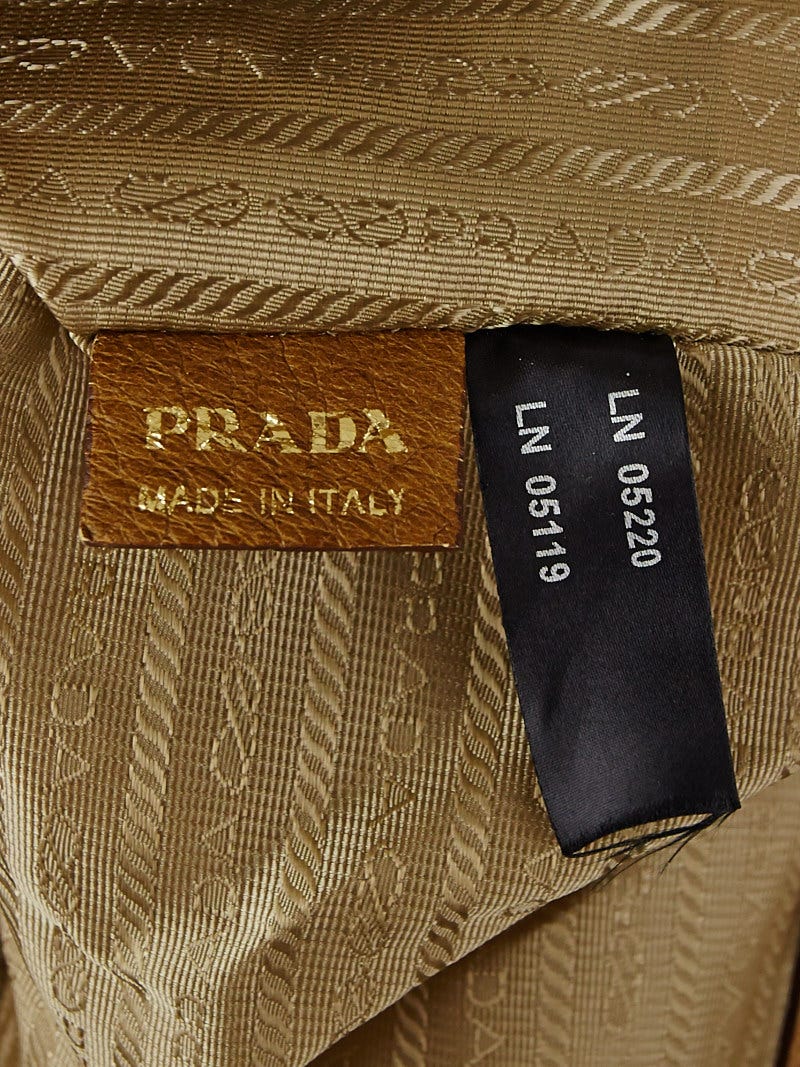 PRADA
PRADA
MADE IN ITALY
LN 05220
LN 05119